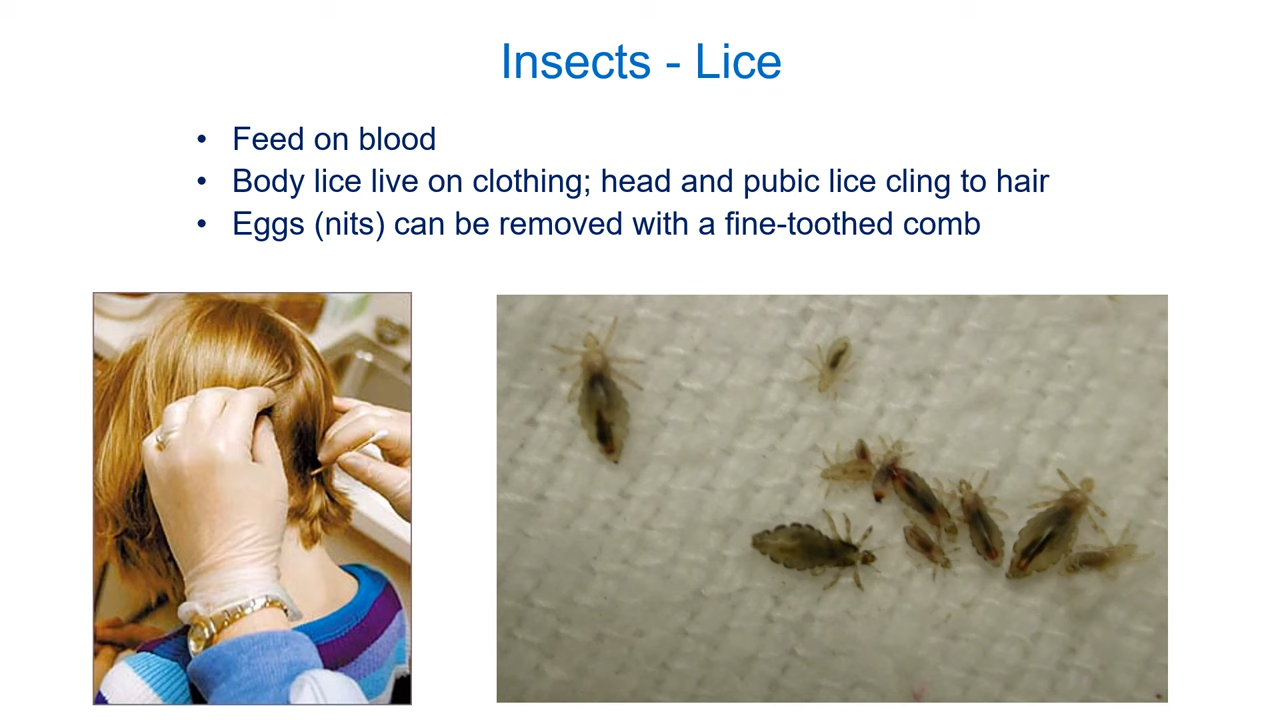 Insects - Lice
• Feed on blood
• Body lice live on clothing; head and pubic lice cling to hair
• Eggs (nits) can be removed with a fine-toothed comb